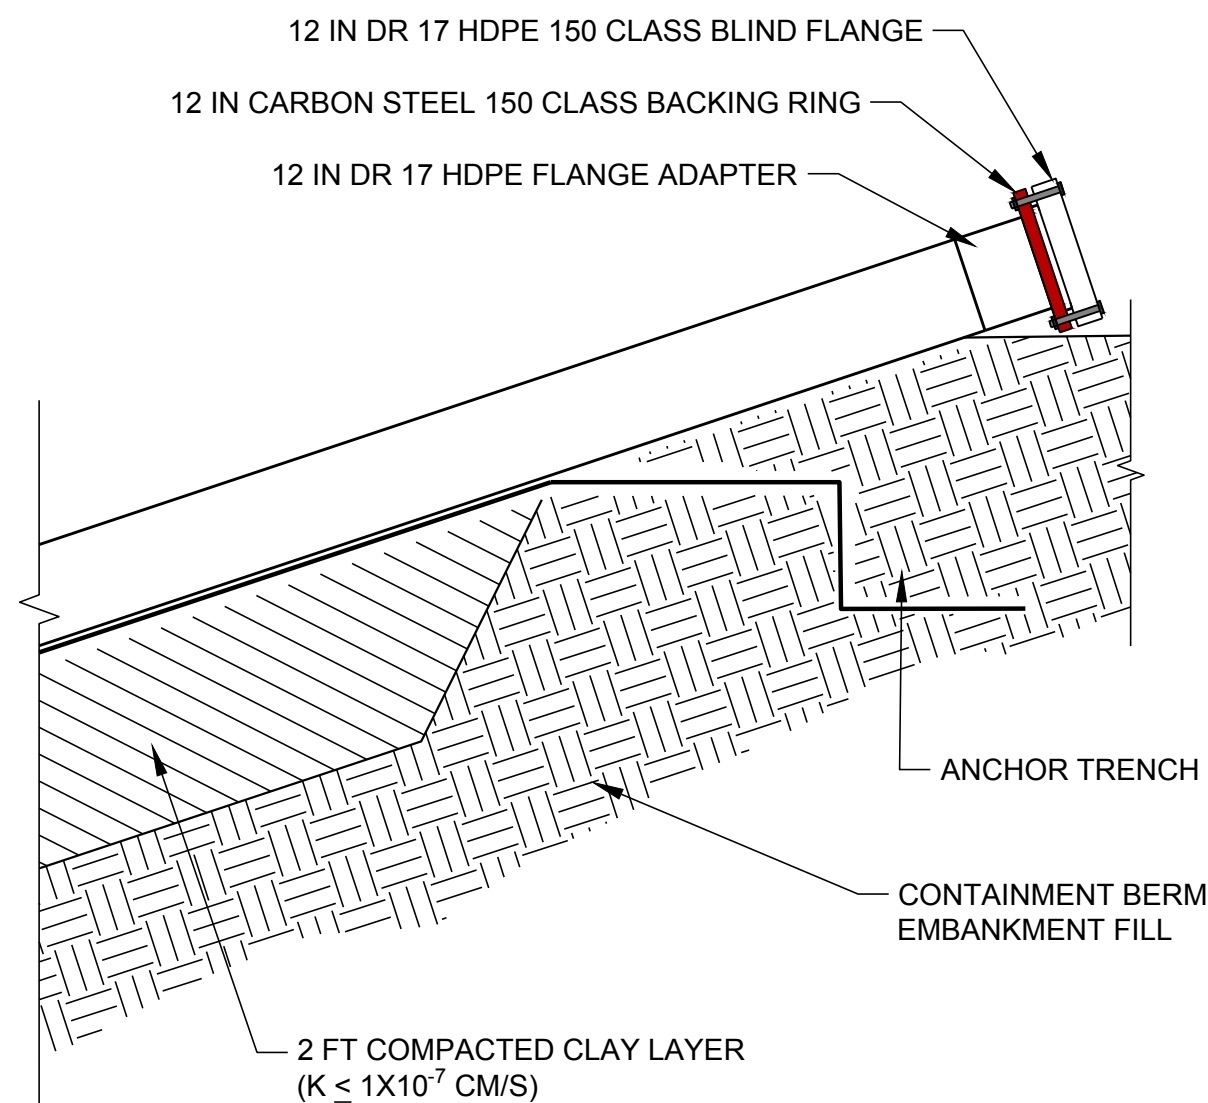 12 IN DR 17 HDPE 150 CLASS BLIND FLANGE
12 IN CARBON STEEL 150 CLASS BACKING RING
12 IN DR 17 HDPE FLANGE ADAPTER
ANCHOR TRENCH
CONTAINMENT BERM
EMBANKMENT FILL
2 FT COMPACTED CLAY LAYER
(K ≤ 1X10⁻⁷ CM/S)